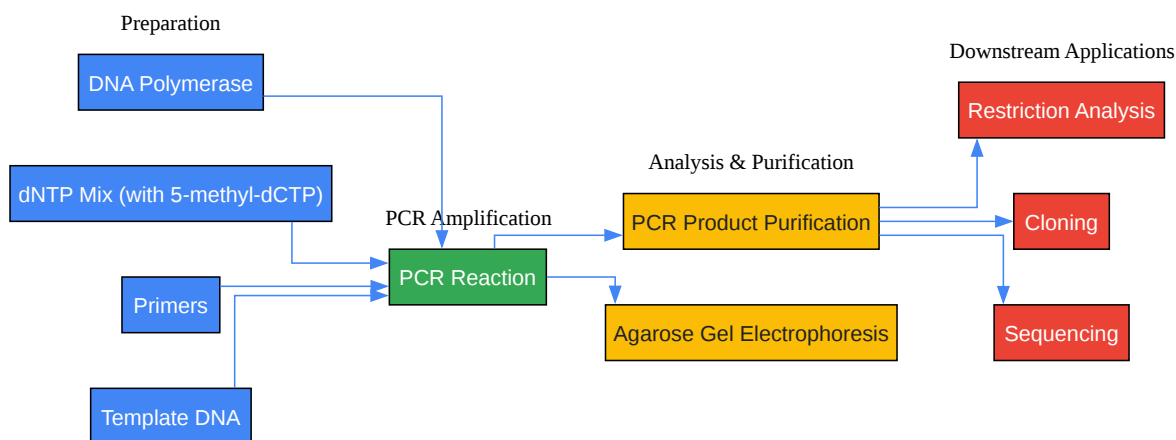 Preparation
DNA Polymerase
dNTP Mix (with 5-methyl-dCTP)
Primers
Template DNA
PCR Amplification
PCR Reaction
Analysis & Purification
PCR Product Purification
Agarose Gel Electrophoresis
Downstream Applications
Restriction Analysis
Cloning
Sequencing